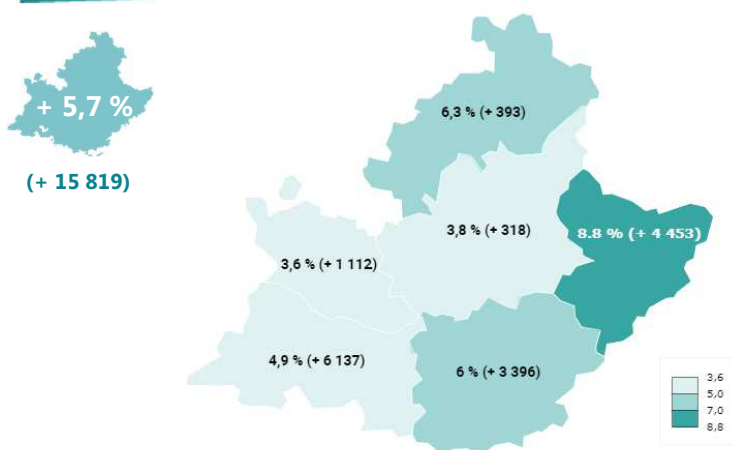 + 5,7 %
(+ 15 819)
6,3 % (+ 393)
3,8 % (+ 318)
8.8 % (+ 4 453)
3,6 % (+ 1 112)
4,9 % (+ 6 137)
6 % (+ 3 396)
3,6
5,0
7,0
8,8